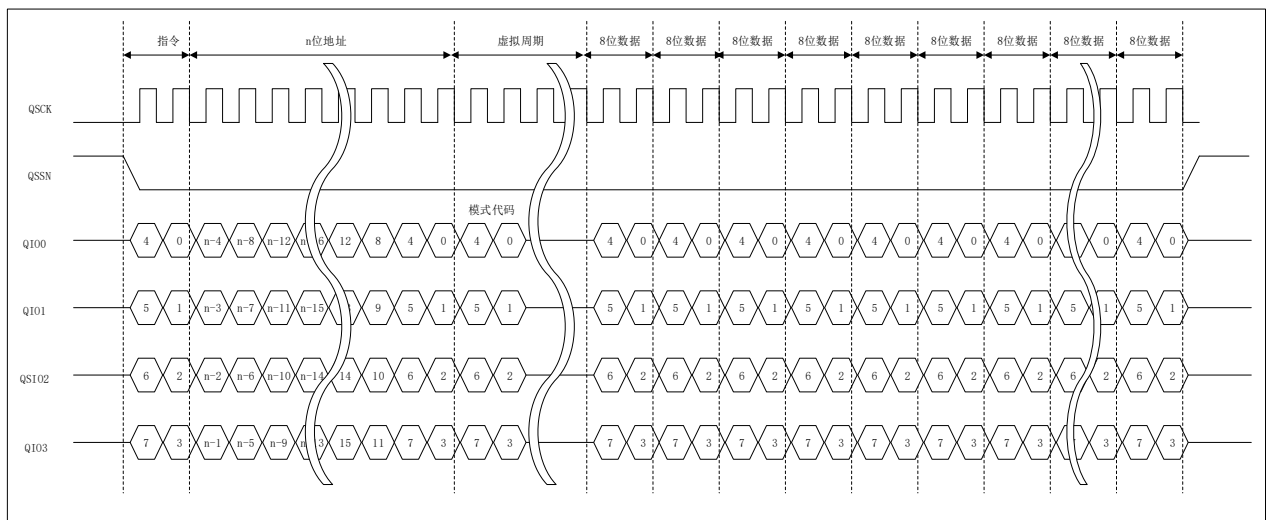 指令 n位地址 虚拟周期 8位数据 8位数据 8位数据 8位数据 8位数据 8位数据 8位数据 8位数据 8位数据
QSCK
QSSN
模式代码
QIO0 4 0 n-4 n-8 n-12 12 8 4 0 4 0 4 0 4 0 4 0 4 0 4 0 4 0 4 0 0 4 0
QIO1 5 1 n-3 n-7 n-11 n-15 9 5 1 5 1 5 1 5 1 5 1 5 1 5 1 5 1 5 1 5 1 5 1
QSIO2 6 2 n-2 n-6 n-10 n-14 14 10 6 2 6 2 6 2 6 2 6 2 6 2 6 2 6 2 6 2 6 2 6 2
QIO3 7 3 n-1 n-5 n-9 15 11 7 3 7 3 7 3 7 3 7 3 7 3 7 3 7 3 7 3 3 7 3